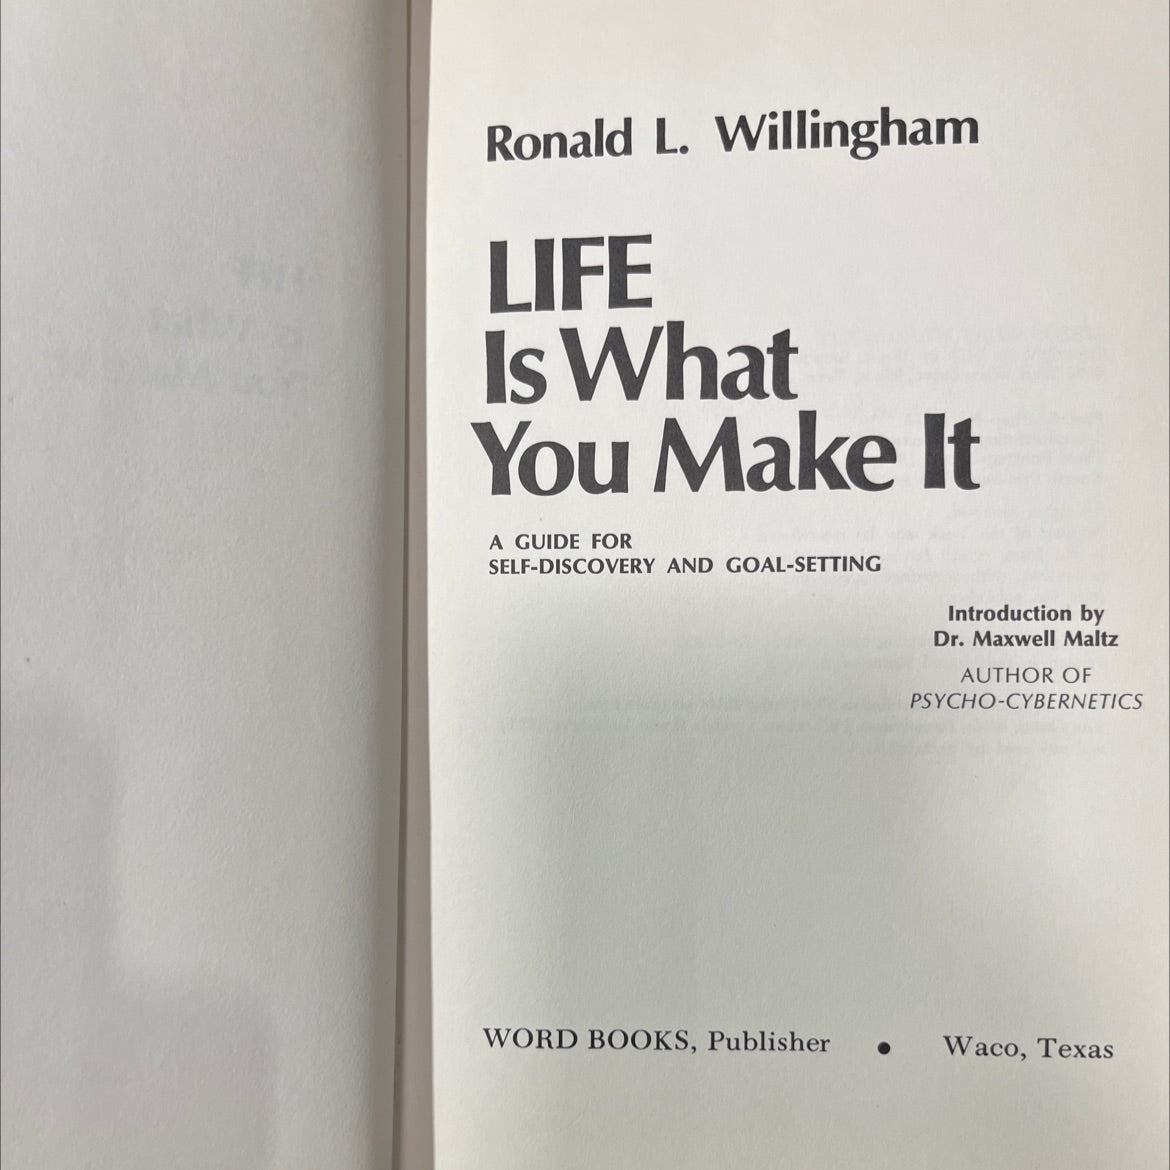 Ronald L. Willingham
LIFE
Is What
You Make It
A GUIDE FOR
SELF-DISCOVERY AND GOAL-SETTING
Introduction by
Dr. Maxwell Maltz
AUTHOR OF
PSYCHO-CYBERNETICS
WORD BOOKS, Publisher • Waco, Texas